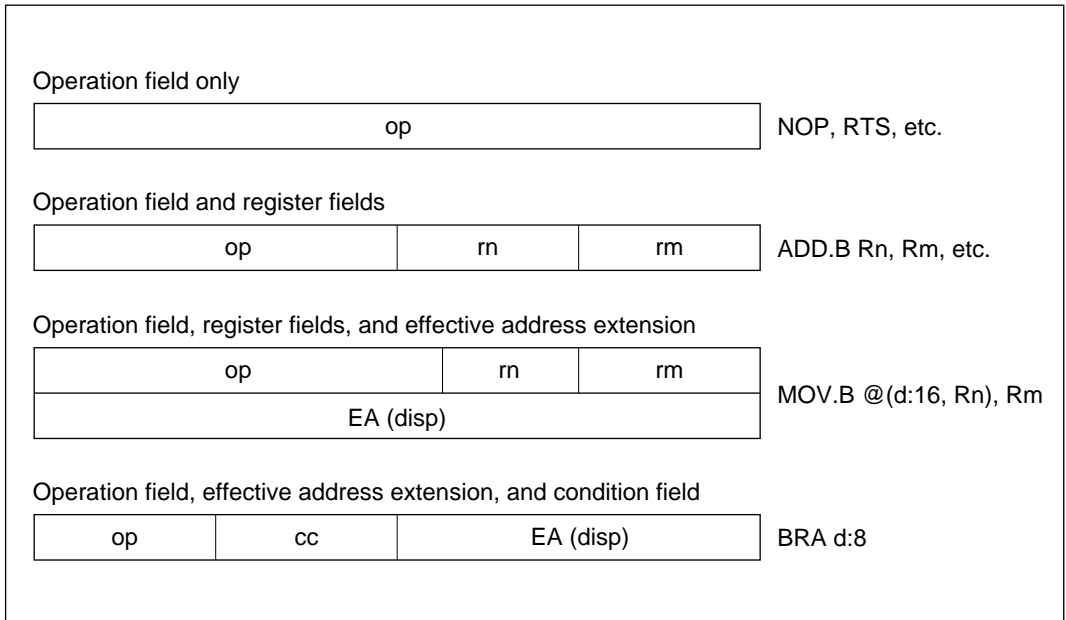 Operation field only
op
NOP, RTS, etc.
Operation field and register fields
op rn rm
ADD.B Rn, Rm, etc.
Operation field, register fields, and effective address extension
op rn rm
EA (disp)
MOV.B @(d:16, Rn), Rm
Operation field, effective address extension, and condition field
op cc EA (disp)
BRA d:8